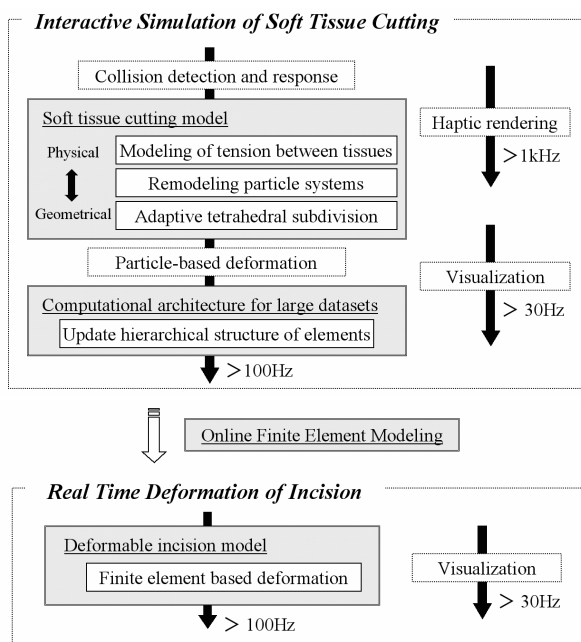 Interactive Simulation of Soft Tissue Cutting
Collision detection and response
Soft tissue cutting model
Physical
Modeling of tension between tissues
Remodeling particle systems
Geometrical
Adaptive tetrahedral subdivision
Haptic rendering
>1kHz
Particle-based deformation
Visualization
Computational architecture for large datasets
> 30Hz
Update hierarchical structure of elements
>100Hz
Online Finite Element Modeling
Real Time Deformation of Incision
Deformable incision model
Finite element based deformation
Visualization
> 30Hz
> 100Hz